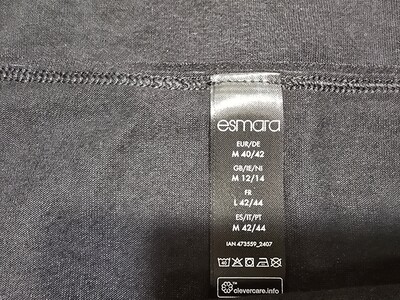 esmara
EUR/DE
M 40/42
GB/IE/NI
M 12/14
FR
L 42/44
ES/IT/PT
M 42/44
IAN 473559_2407
clevercare.info